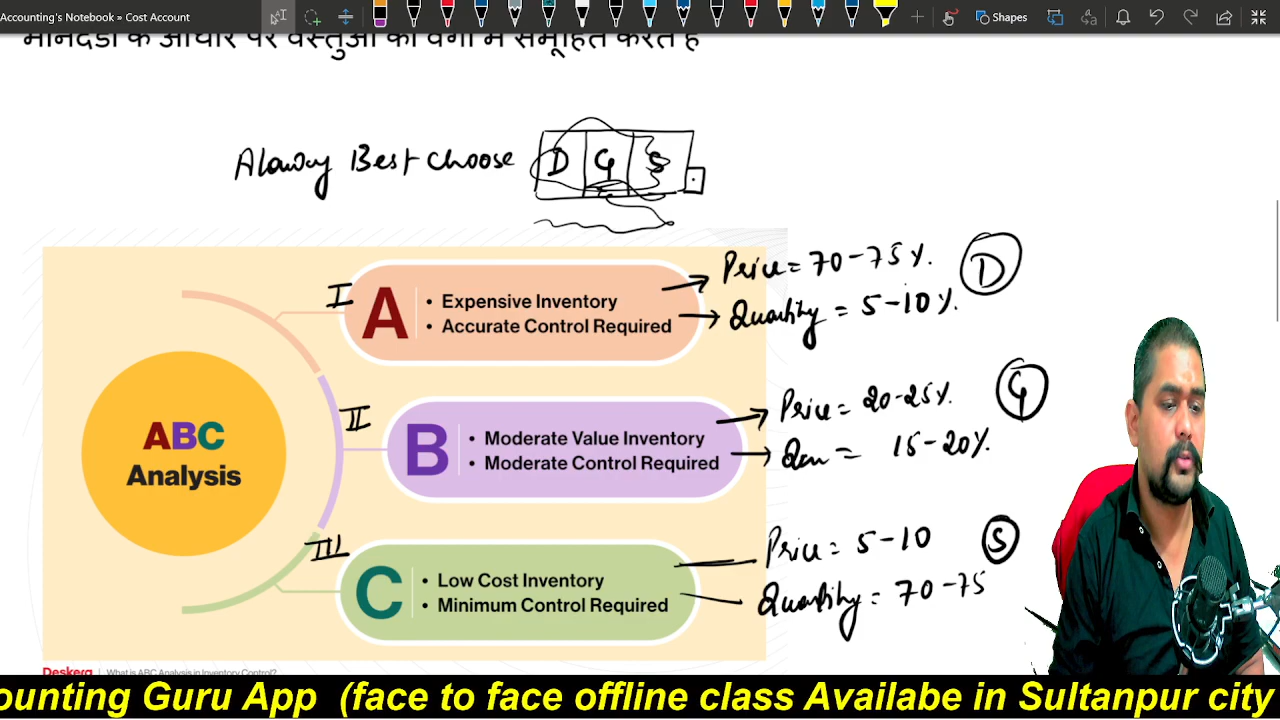 Accounting's Notebook » Cost Account
Shapes
मानदंडों के आधार पर वस्तुओं को वर्गों में समूहित करते हैं
Alaway Best choose D G S
I A
• Expensive Inventory
• Accurate Control Required
Price = 70-75%.
Quantity = 5-10%.
D
II B
• Moderate Value Inventory
• Moderate Control Required
Price = 20-25%.
Qan = 15-20%.
G
ABC
Analysis
III C
• Low Cost Inventory
• Minimum Control Required
Price = 5-10
Quantity = 70-75
S
Deskera | What is ABC Analysis in Inventory Control?
ounting Guru App (face to face offline class Availabe in Sultanpur city